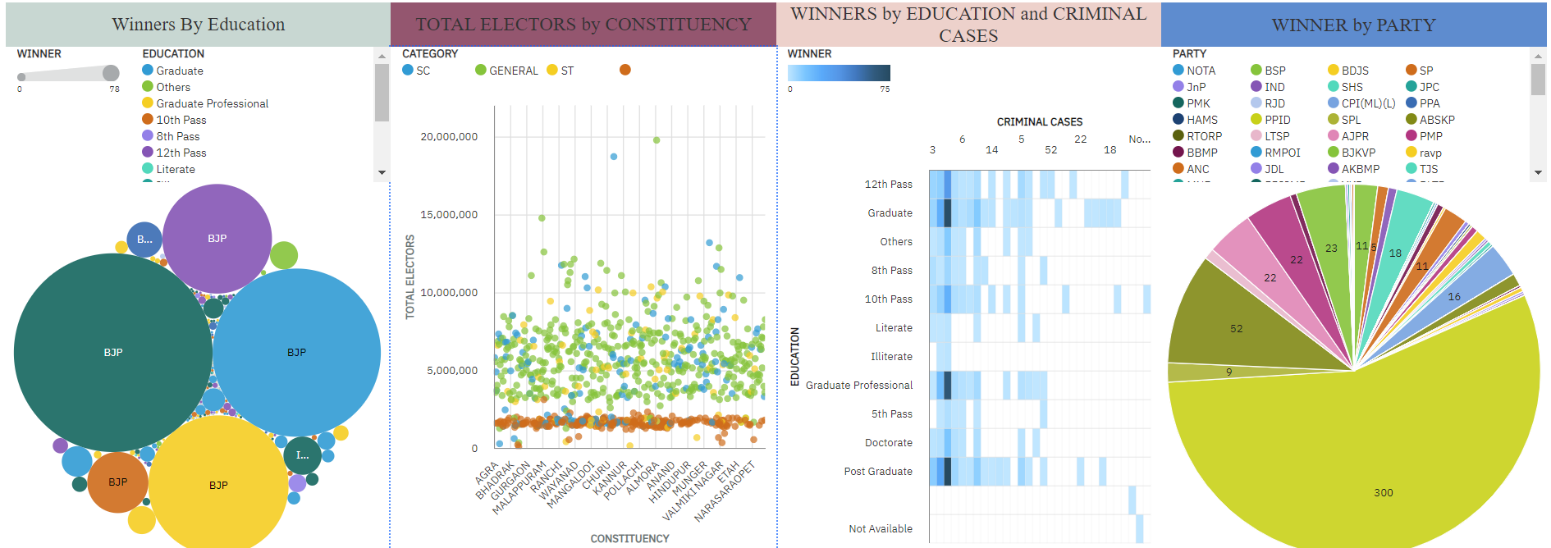 Winners By Education
WINNER
0
78
EDUCATION
Graduate
Others
Graduate Professional
10th Pass
8th Pass
12th Pass
Literate
B...
BJP
BJP
BJP
I...
BJP
BJP
TOTAL ELECTORS by CONSTITUENCY
CATEGORY
SC
GENERAL
ST
TOTAL ELECTORS
20,000,000
15,000,000
10,000,000
5,000,000
0
AGRA
BHADRAK
GURGAON
MALAPPURAM
RANCHI
WAYANAD
MANGALDOI
CHURU
KANNUR
POLLACHI
ALMORA
ANAND
HINDUPUR
MUNGER
VALMIKI NAGAR
ETAH
NARASARAOPET
CONSTITUENCY
WINNERS by EDUCATION and CRIMINAL
CASES
WINNER
0
75
CRIMINAL CASES
6 5 22 No...
3 14 52 18
EDUCATION
12th Pass
Graduate
Others
8th Pass
10th Pass
Literate
Illiterate
Graduate Professional
5th Pass
Doctorate
Post Graduate
Not Available
WINNER by PARTY
PARTY
NOTA BSP BDJS SP
JnP IND SHS JPC
PMK RJD CPI(ML)(L) PPA
HAMS PPID SPL ABSKP
RTORP LTSP AJPR PMP
BBMP RMPOI BJKVP ravp
ANC JDL AKBMP TJS
23
11
6
18
11
16
22
22
52
9
300